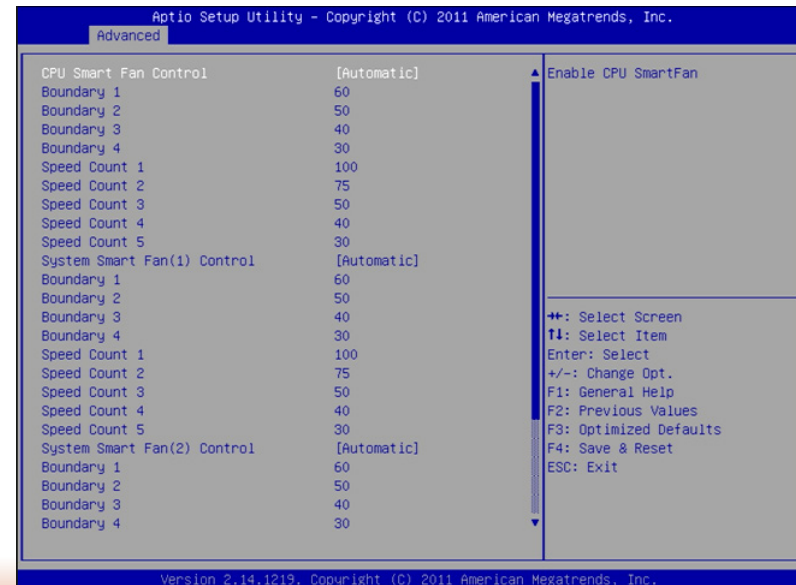 Aptio Setup Utility – Copyright (C) 2011 American Megatrends, Inc.
Advanced
CPU Smart Fan Control [Automatic]
Boundary 1 60
Boundary 2 50
Boundary 3 40
Boundary 4 30
Speed Count 1 100
Speed Count 2 75
Speed Count 3 50
Speed Count 4 40
Speed Count 5 30
System Smart Fan(1) Control [Automatic]
Boundary 1 60
Boundary 2 50
Boundary 3 40
Boundary 4 30
Speed Count 1 100
Speed Count 2 75
Speed Count 3 50
Speed Count 4 40
Speed Count 5 30
System Smart Fan(2) Control [Automatic]
Boundary 1 60
Boundary 2 50
Boundary 3 40
Boundary 4 30
Enable CPU SmartFan
→←: Select Screen
↑↓: Select Item
Enter: Select
+/-: Change Opt.
F1: General Help
F2: Previous Values
F3: Optimized Defaults
F4: Save & Reset
ESC: Exit
Version 2.14.1219. Copyright (C) 2011 American Megatrends, Inc.